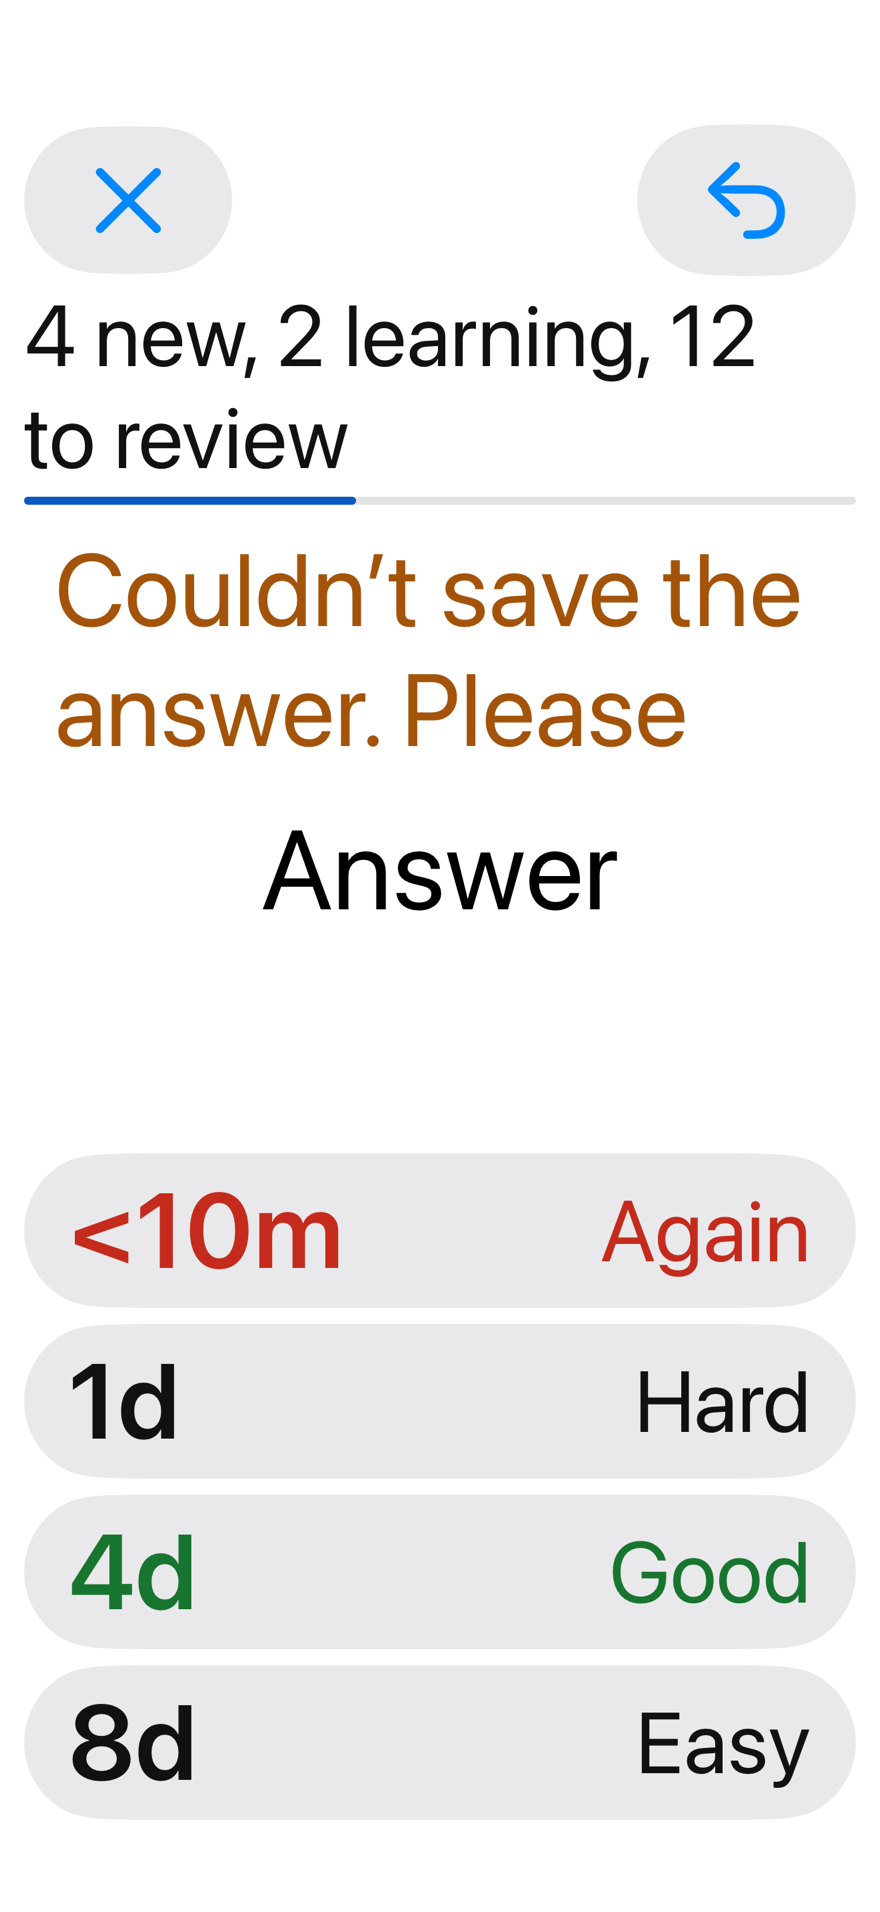 4 new, 2 learning, 12
to review
Couldn’t save the
answer. Please
Answer
<10m Again
1d Hard
4d Good
8d Easy